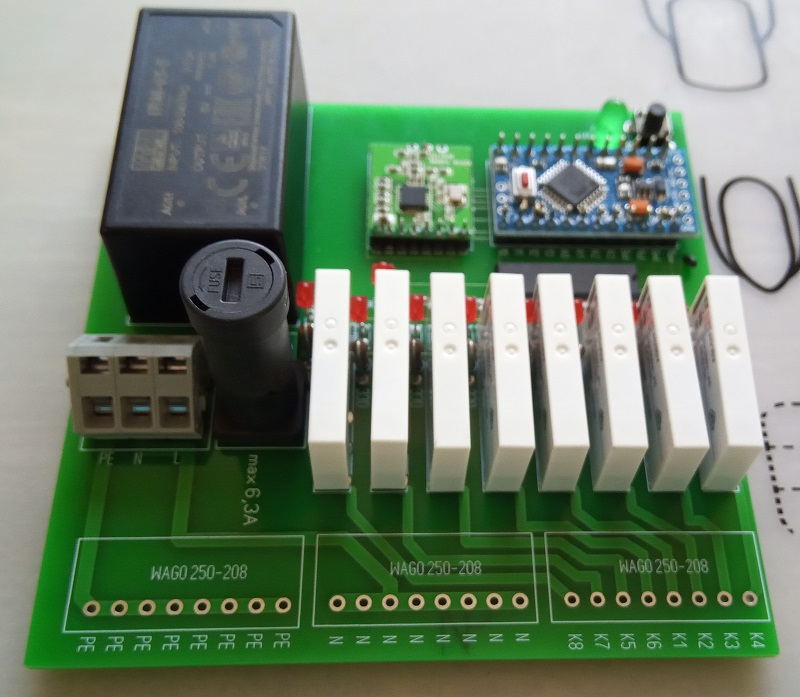 FUSE
PE N L
max 6,3A
WAGO 250-208
WAGO 250-208
WAGO 250-208
PE PE PE PE PE PE PE PE
N N N N N N N N
K8 K7 K5 K6 K1 K2 K3 K4